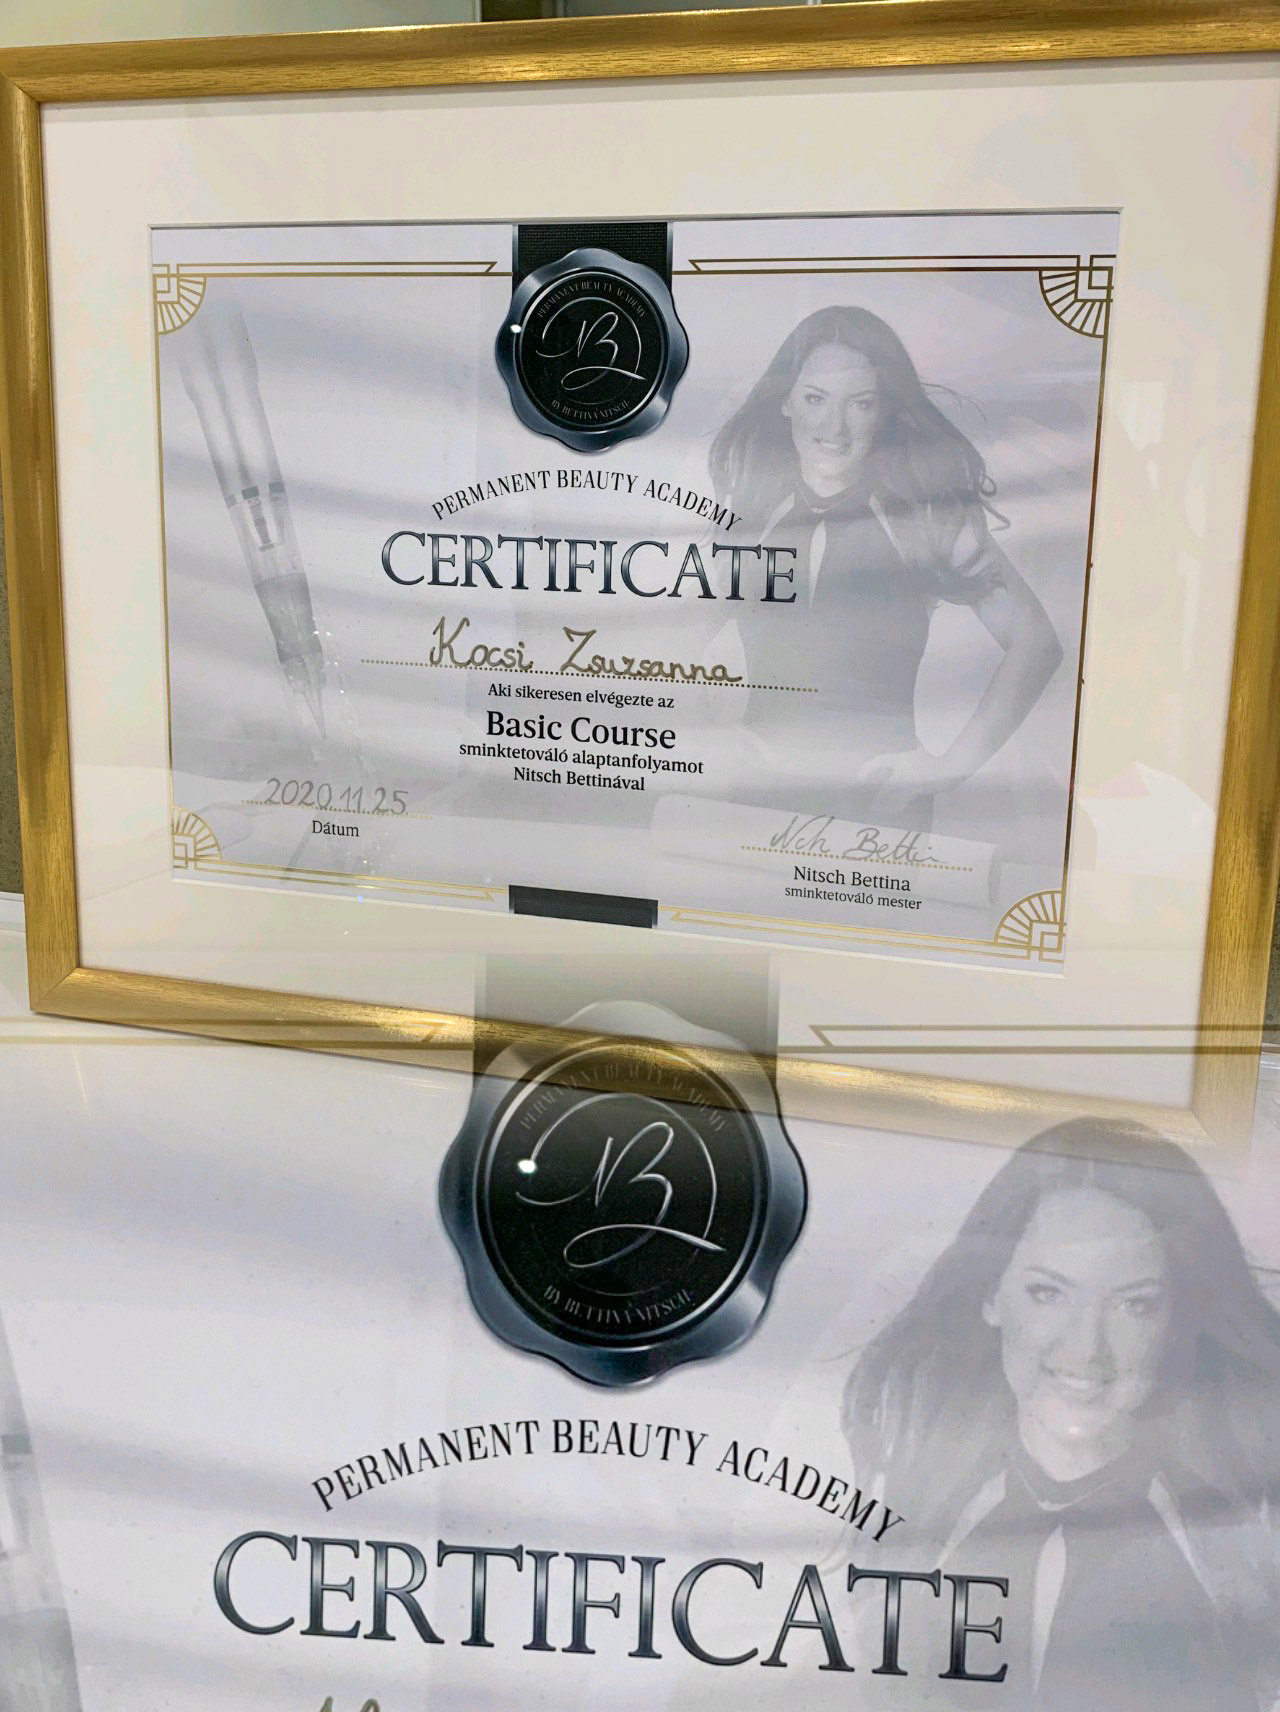 PERMANENT BEAUTY ACADEMY
BY BETTINA NITSCH
PERMANENT BEAUTY ACADEMY
CERTIFICATE
Kocsi Zsuzsanna
Aki sikeresen elvégezte az
Basic Course
sminktetováló alaptanfolyamot
Nitsch Bettinával
2020.11.25
Dátum
Nitsch Bettina
sminktetováló mester
PERMANENT BEAUTY ACADEMY
BY BETTINA NITSCH
PERMANENT BEAUTY ACADEMY
CERTIFICATE